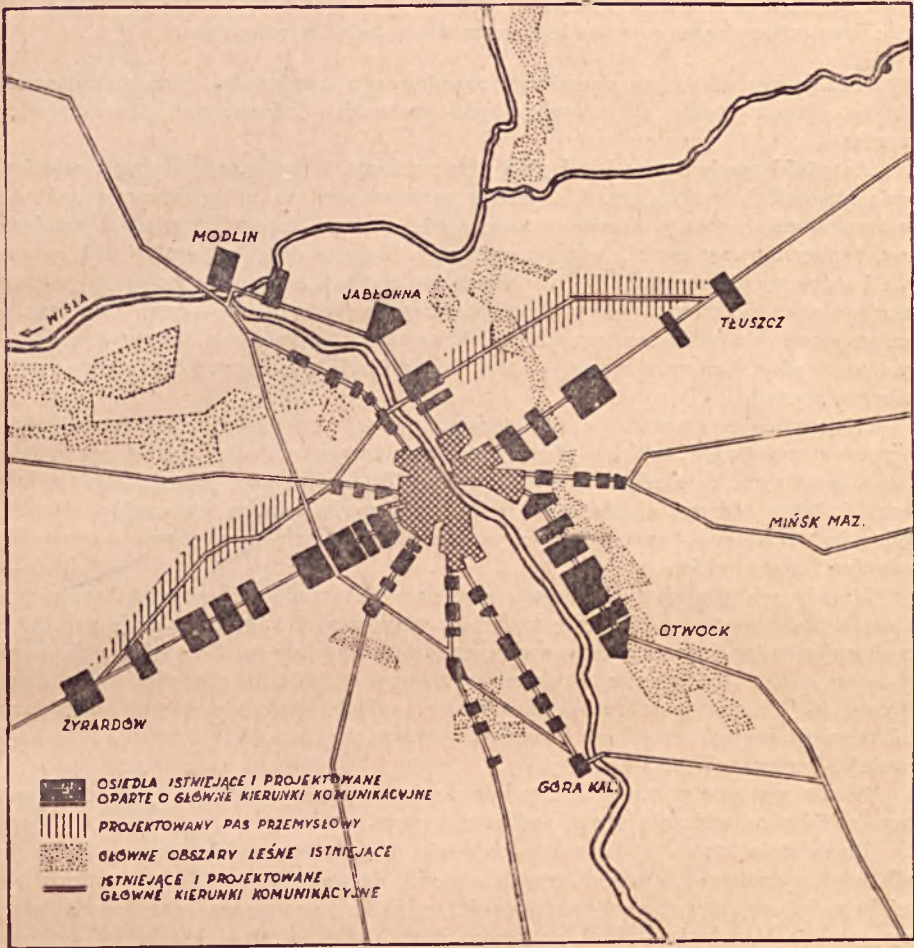 MODLIN
JABŁONNA
WISŁA
TŁUSZCZ
MIŃSK MAZ.
OTWOCK
ŻYRARDÓW
GÓRA KAL.
OSIEDLA ISTNIEJĄCE I PROJEKTOWANE
OPARTE O GŁÓWNE KIERUNKI KOMUNIKACYJNE
PROJEKTOWANY PAS PRZEMYSŁOWY
GŁÓWNE OBSZARY LEŚNE ISTNIEJĄCE
ISTNIEJĄCE I PROJEKTOWANE
GŁÓWNE KIERUNKI KOMUNIKACYJNE